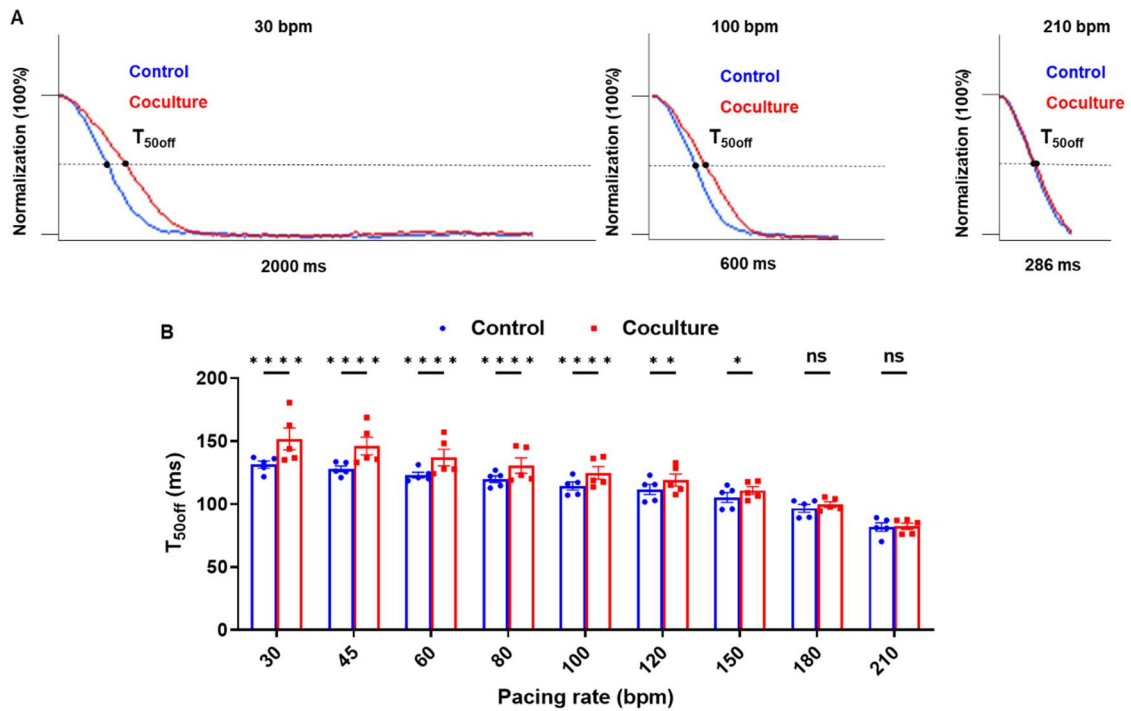 A
30 bpm
100 bpm
210 bpm
Normalization (100%)
Control
Coculture
T50off
2000 ms
Normalization (100%)
Control
Coculture
T50off
600 ms
Normalization (100%)
Control
Coculture
T50off
286 ms
B
Control
Coculture
* * * *
* * * *
* * * *
* * * *
* * * *
* *
*
ns
ns
T50off (ms)
200
150
100
50
0
30
45
60
80
100
120
150
180
210
Pacing rate (bpm)